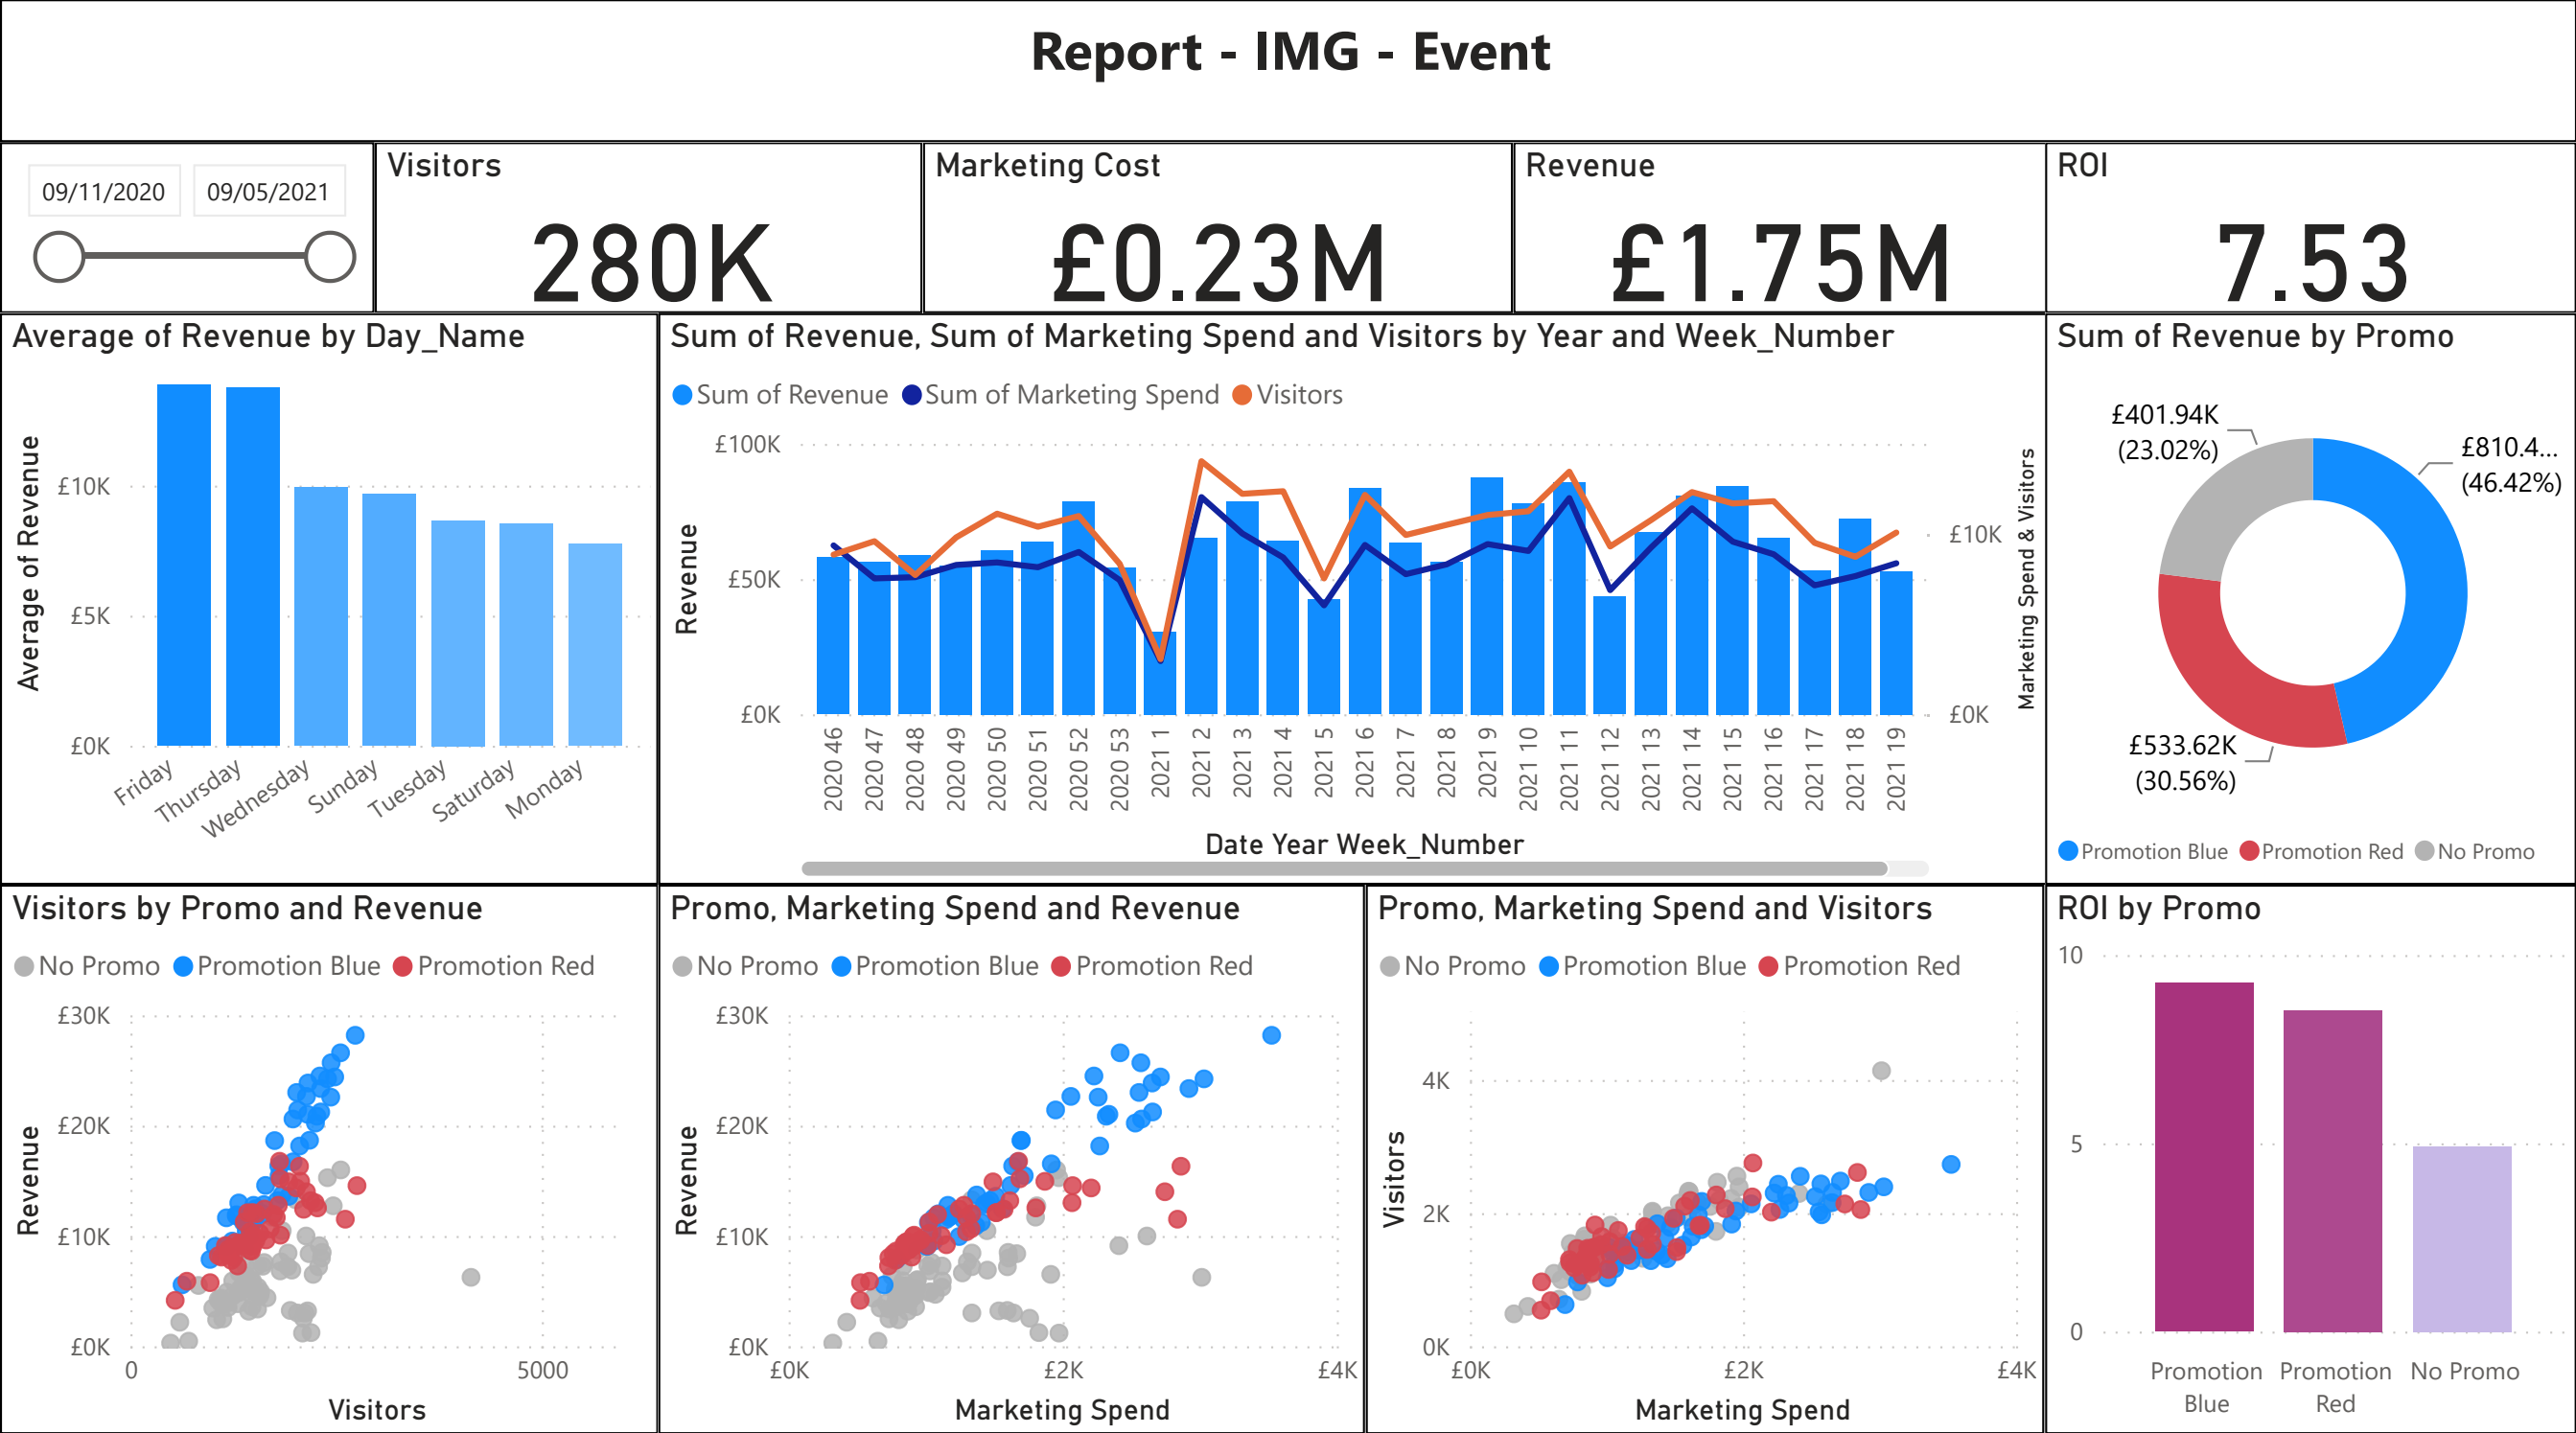 Report - IMG - Event
09/11/2020 09/05/2021
Visitors
280K
Marketing Cost
£0.23M
Revenue
£1.75M
ROI
7.53
Average of Revenue by Day_Name
Average of Revenue
£10K
£5K
£0K
Friday
Thursday
Wednesday
Sunday
Tuesday
Saturday
Monday
Sum of Revenue, Sum of Marketing Spend and Visitors by Year and Week_Number
Sum of Revenue Sum of Marketing Spend Visitors
Revenue
£100K
£50K
£0K
£10K
£0K
Marketing Spend & Visitors
2020 46
2020 47
2020 48
2020 49
2020 50
2020 51
2020 52
2020 53
2021 1
2021 2
2021 3
2021 4
2021 5
2021 6
2021 7
2021 8
2021 9
2021 10
2021 11
2021 12
2021 13
2021 14
2021 15
2021 16
2021 17
2021 18
2021 19
Date Year Week_Number
Sum of Revenue by Promo
£401.94K
(23.02%)
£810.4...
(46.42%)
£533.62K
(30.56%)
Promotion Blue Promotion Red No Promo
Visitors by Promo and Revenue
No Promo Promotion Blue Promotion Red
Revenue
£30K
£20K
£10K
£0K
0 5000
Visitors
Promo, Marketing Spend and Revenue
No Promo Promotion Blue Promotion Red
Revenue
£30K
£20K
£10K
£0K
£0K £2K £4K
Marketing Spend
Promo, Marketing Spend and Visitors
No Promo Promotion Blue Promotion Red
Visitors
4K
2K
0K
£0K £2K £4K
Marketing Spend
ROI by Promo
10
5
0
Promotion
Blue
Promotion
Red
No Promo